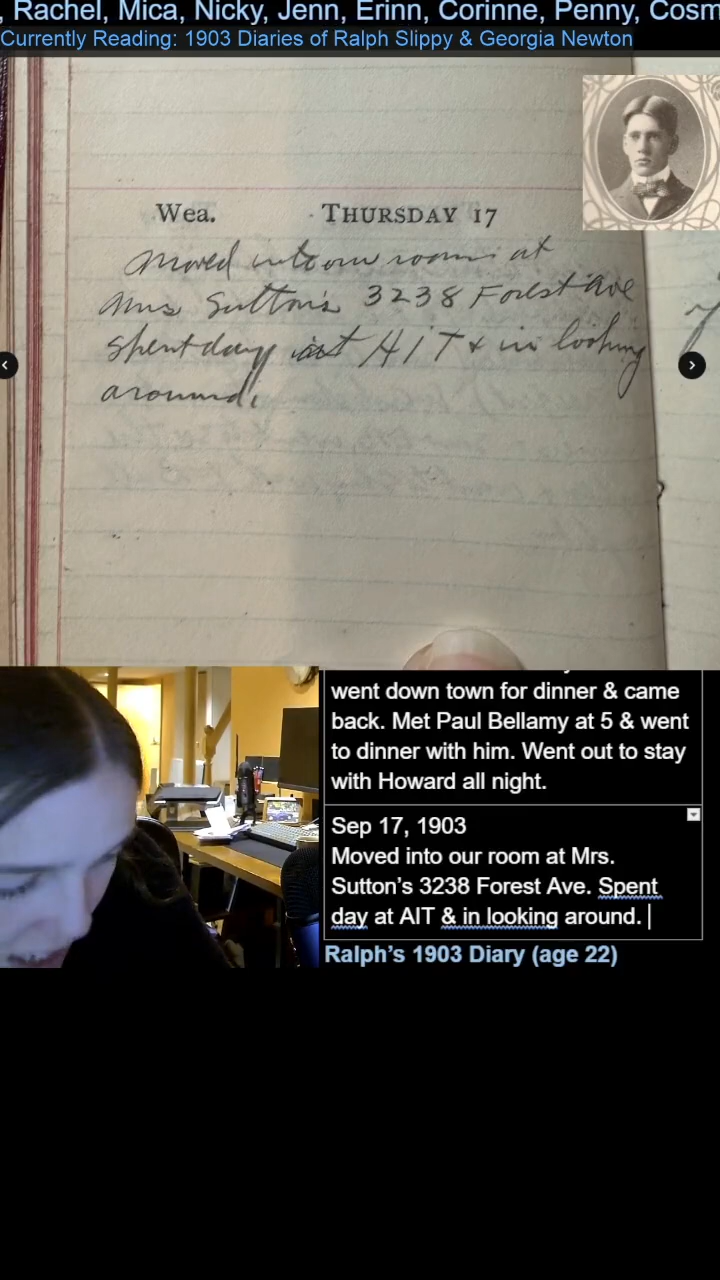 , Rachel, Mica, Nicky, Jenn, Erinn, Corinne, Penny, Cosm
Currently Reading: 1903 Diaries of Ralph Slippy & Georgia Newton
Wea. THURSDAY 17
Moved into our room at
Mrs Sutton's 3238 Forest Ave
Spent day at AIT & in looking
around.
went down town for dinner & came
back. Met Paul Bellamy at 5 & went
to dinner with him. Went out to stay
with Howard all night.
Sep 17, 1903
Moved into our room at Mrs.
Sutton's 3238 Forest Ave. Spent
day at AIT & in looking around.
Ralph's 1903 Diary (age 22)